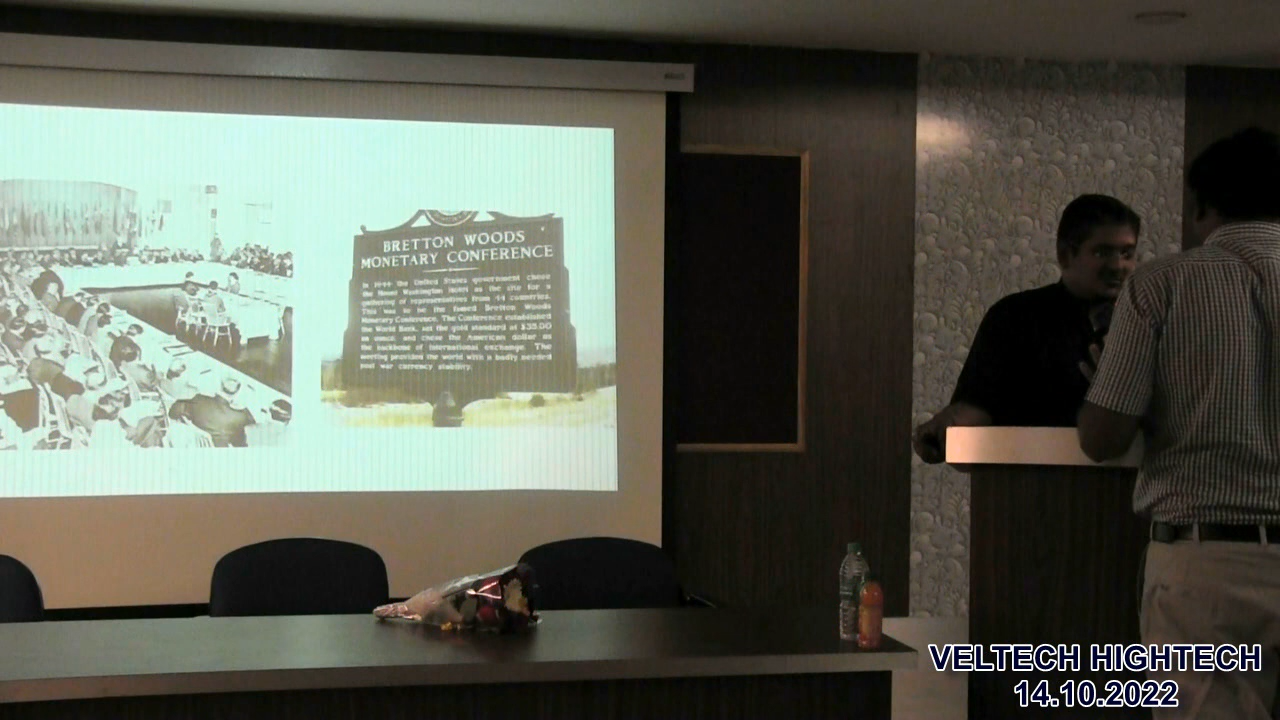 BRETTON WOODS
MONETARY CONFERENCE
In 1944 the United States government chose
the Mount Washington Hotel as the site for a
gathering of representatives from 44 countries.
This was to be the famed Bretton Woods
Monetary Conference. The Conference established
the World Bank, set the gold standard at $35.00
an ounce and chose the American dollar as
the backbone of international exchange. The
meeting provided the world with a badly needed
post war currency stability.
VELTECH HIGHTECH
14.10.2022